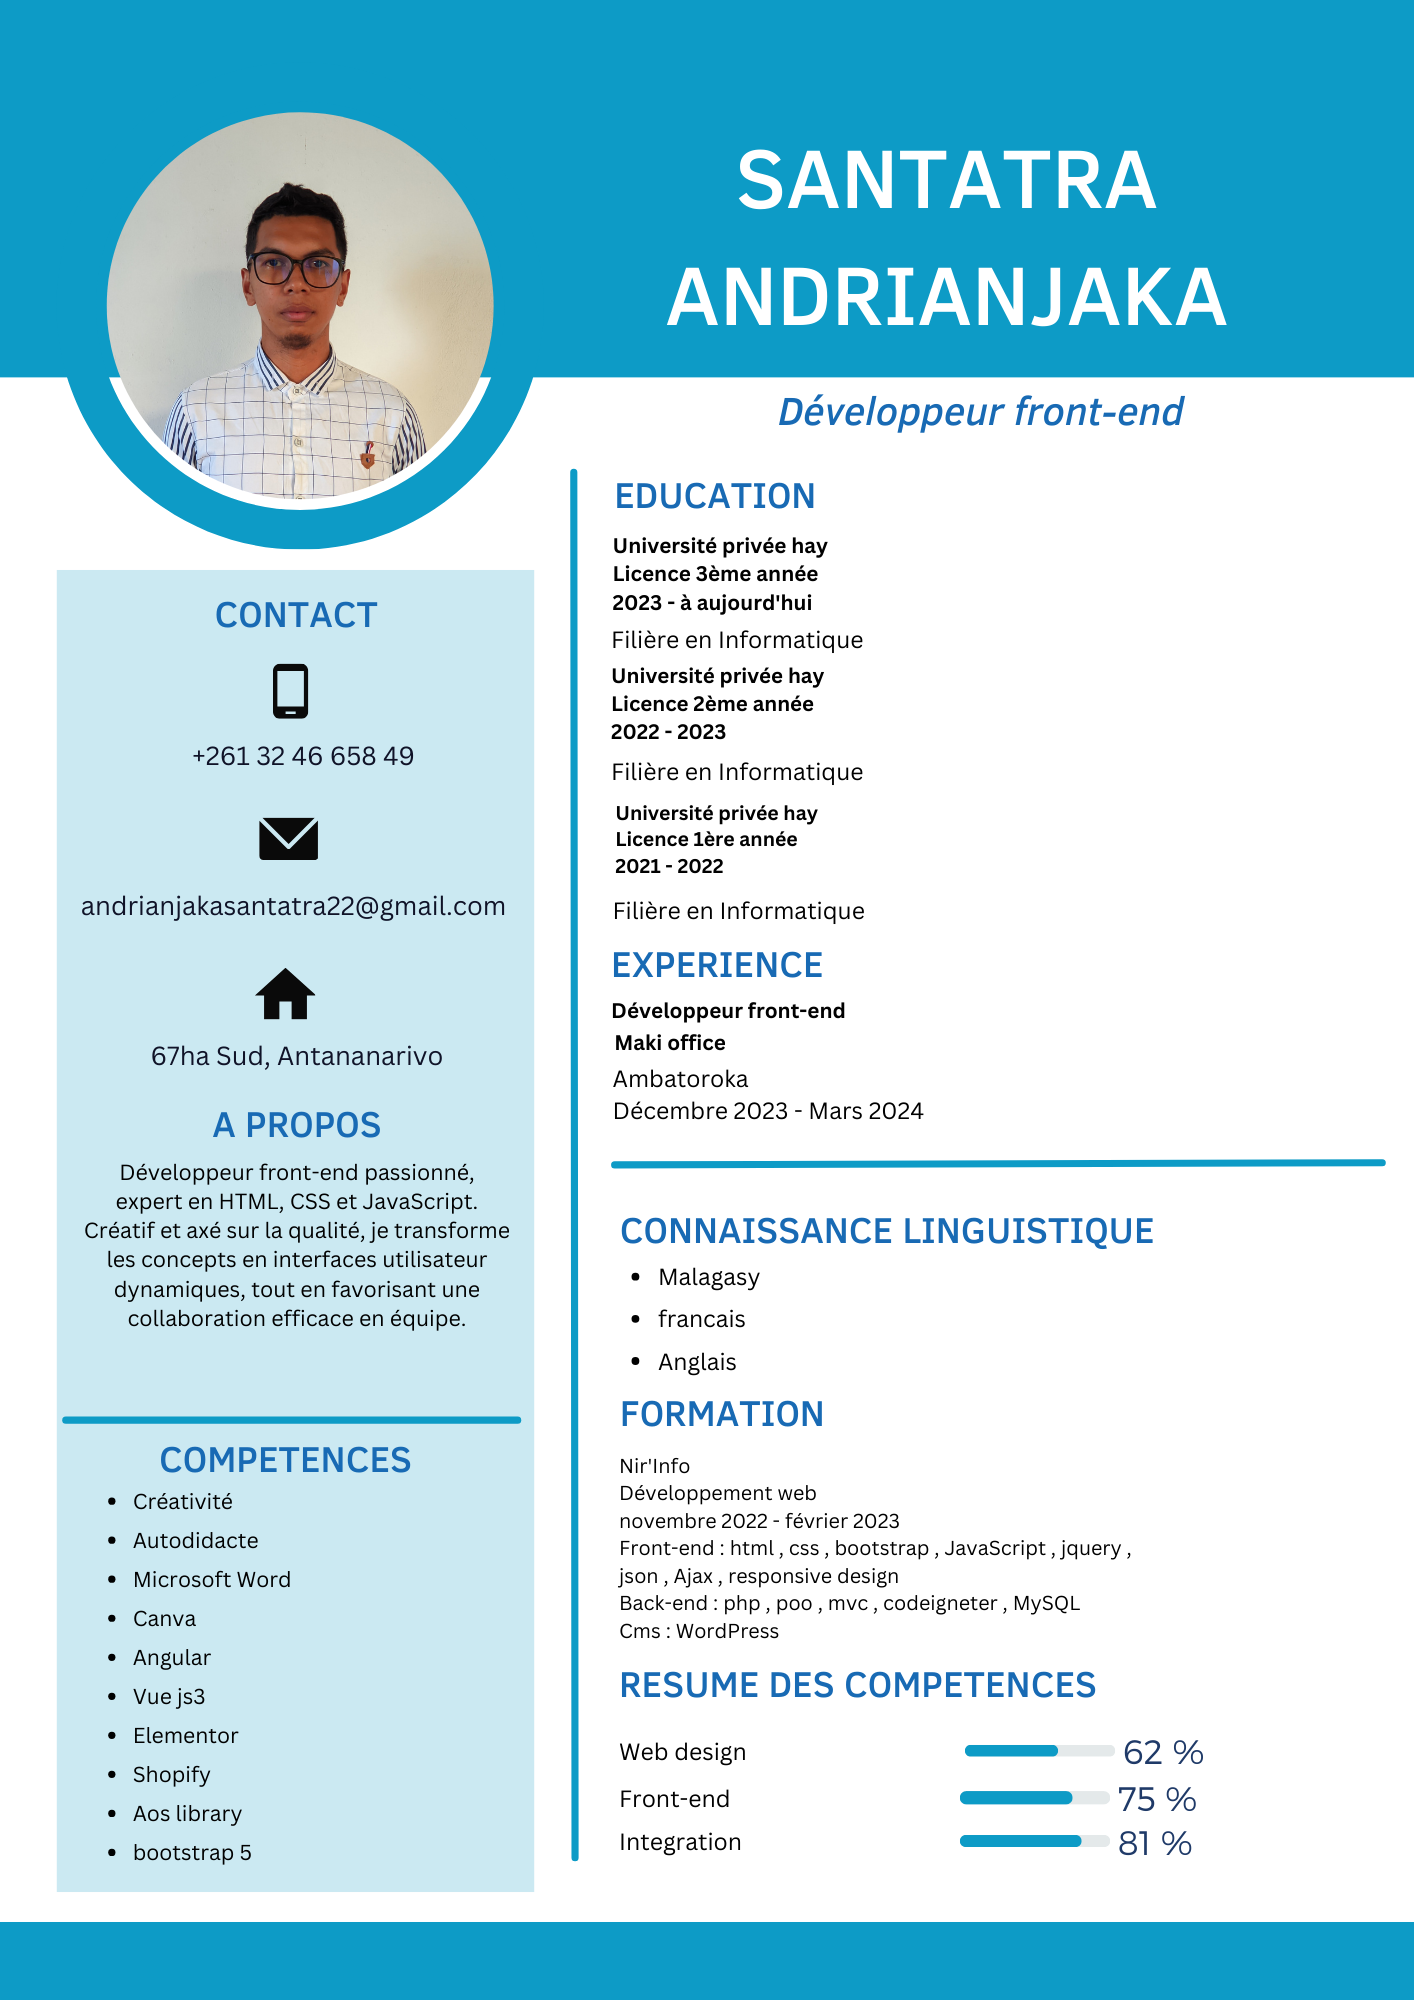 SANTATRA
ANDRIANJAKA
Développeur front-end
CONTACT
+261 32 46 658 49
andrianjakasantatra22@gmail.com
67ha Sud, Antananarivo
A PROPOS
Développeur front-end passionné,
expert en HTML, CSS et JavaScript.
Créatif et axé sur la qualité, je transforme
les concepts en interfaces utilisateur
dynamiques, tout en favorisant une
collaboration efficace en équipe.
COMPETENCES
• Créativité
• Autodidacte
• Microsoft Word
• Canva
• Angular
• Vue js3
• Elementor
• Shopify
• Aos library
• bootstrap 5
EDUCATION
Université privée hay
Licence 3ème année
2023 - à aujourd'hui
Filière en Informatique
Université privée hay
Licence 2ème année
2022 - 2023
Filière en Informatique
Université privée hay
Licence 1ère année
2021 - 2022
Filière en Informatique
EXPERIENCE
Développeur front-end
Maki office
Ambatoroka
Décembre 2023 - Mars 2024
CONNAISSANCE LINGUISTIQUE
• Malagasy
• francais
• Anglais
FORMATION
Nir'Info
Développement web
novembre 2022 - février 2023
Front-end : html , css , bootstrap , JavaScript , jquery ,
json , Ajax , responsive design
Back-end : php , poo , mvc , codeigneter , MySQL
Cms : WordPress
RESUME DES COMPETENCES
Web design 62 %
Front-end 75 %
Integration 81 %